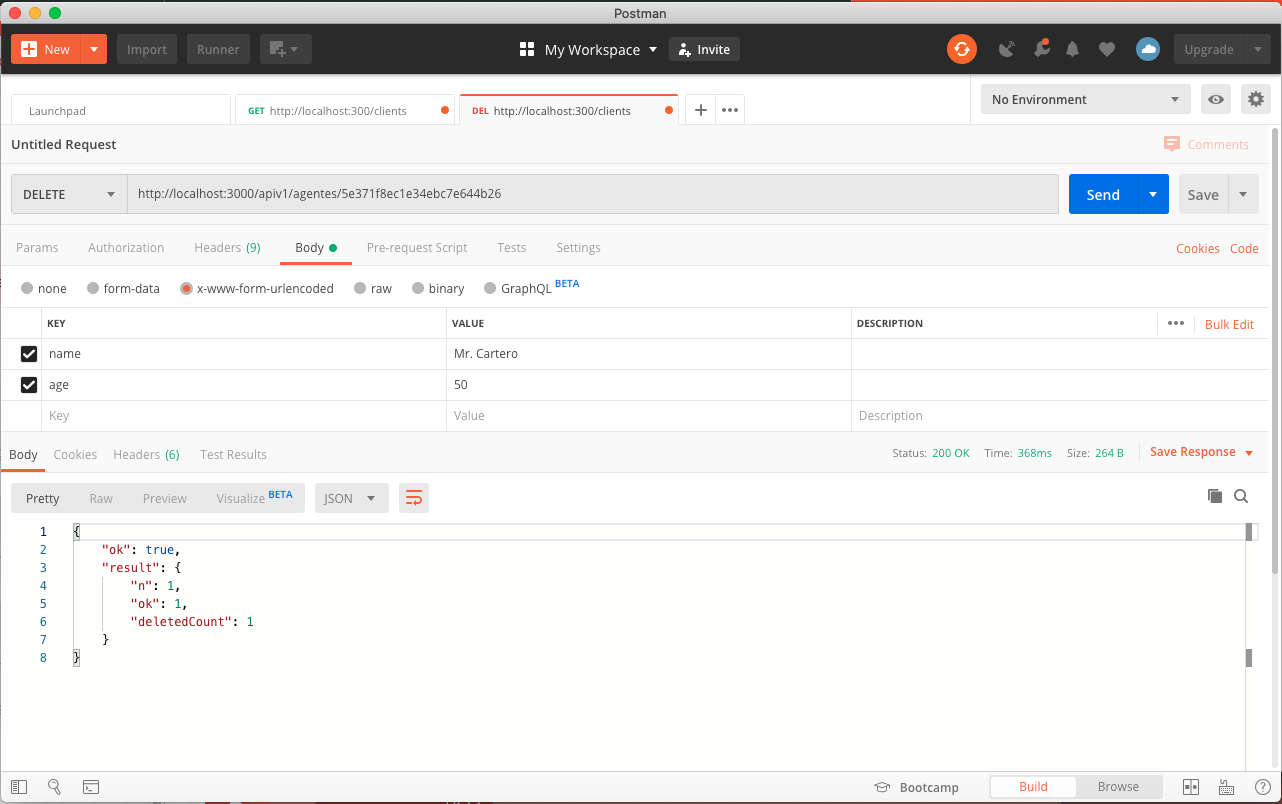 Postman
New Import Runner My Workspace Invite Upgrade
Launchpad GET http://localhost:300/clients DEL http://localhost:300/clients No Environment
Untitled Request Comments
DELETE http://localhost:3000/apiv1/agentes/5e371f8ec1e34ebc7e644b26 Send Save
Params Authorization Headers (9) Body Pre-request Script Tests Settings Cookies Code
none form-data x-www-form-urlencoded raw binary GraphQL BETA
KEY VALUE DESCRIPTION Bulk Edit
name Mr. Cartero
age 50
Key Value Description
Body Cookies Headers (6) Test Results Status: 200 OK Time: 368ms Size: 264 B Save Response
Pretty Raw Preview Visualize BETA JSON
1 {
2 "ok": true,
3 "result": {
4 "n": 1,
5 "ok": 1,
6 "deletedCount": 1
7 }
8 }
Bootcamp Build Browse